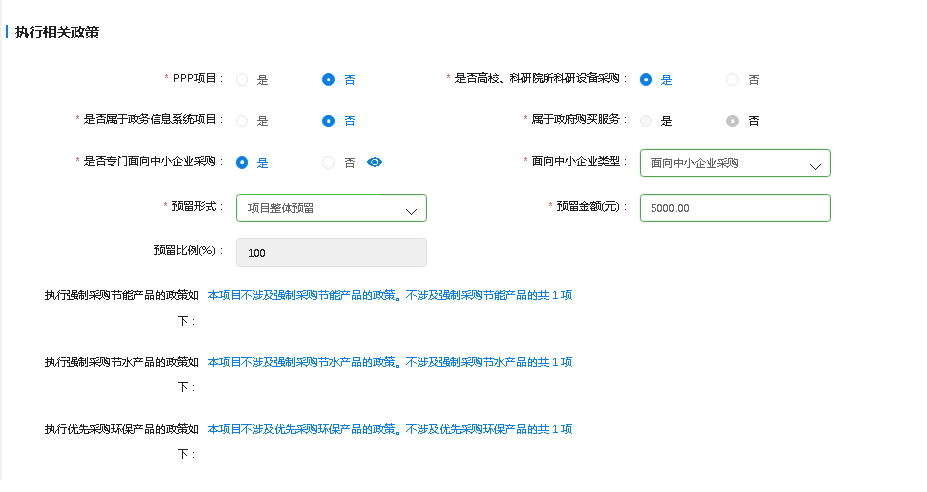 执行相关政策
* PPP项目： 是 否 * 是否高校、科研院所科研设备采购： 是 否
* 是否属于政务信息系统项目： 是 否 * 属于政府购买服务： 是 否
* 是否专门面向中小企业采购： 是 否 * 面向中小企业类型： 面向中小企业采购
* 预留形式： 项目整体预留 * 预留金额(元)： 5000.00
预留比例(%)： 100
执行强制采购节能产品的政策如 本项目不涉及强制采购节能产品的政策。不涉及强制采购节能产品的共 1 项
下：
执行强制采购节水产品的政策如 本项目不涉及强制采购节水产品的政策。不涉及强制采购节水产品的共 1 项
下：
执行优先采购环保产品的政策如 本项目不涉及优先采购环保产品的政策。不涉及优先采购环保产品的共 1 项
下：